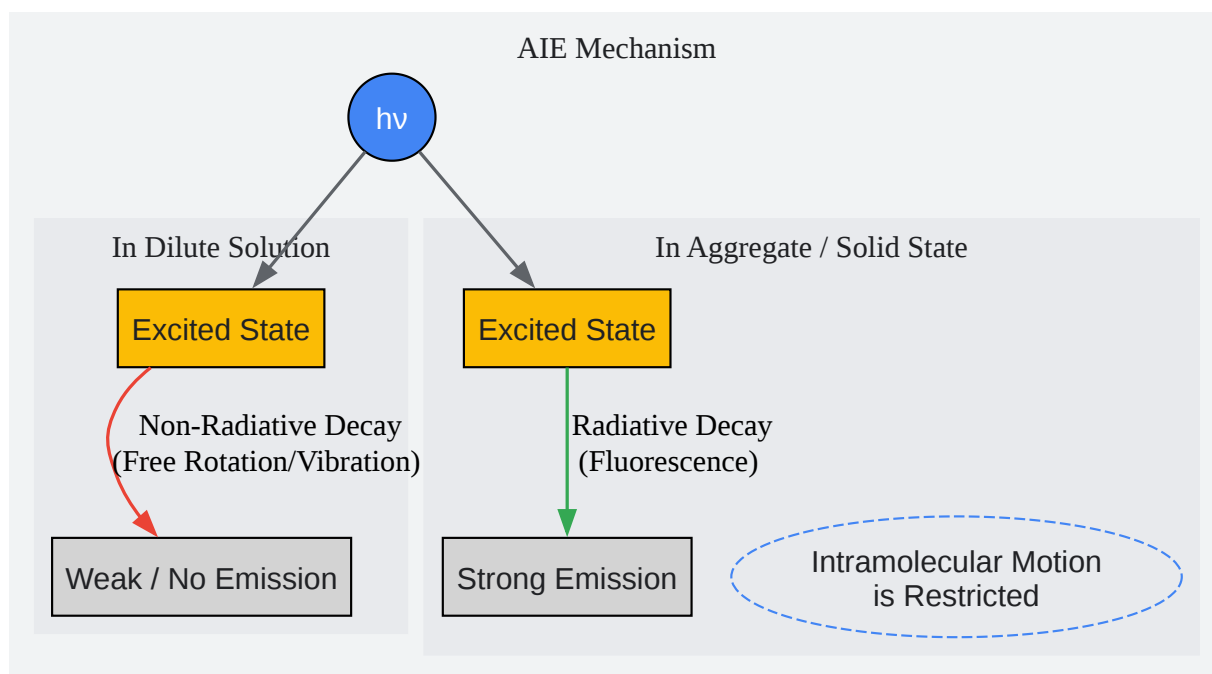 AIE Mechanism
hν
In Dilute Solution
Excited State
Non-Radiative Decay
(Free Rotation/Vibration)
Weak / No Emission
In Aggregate / Solid State
Excited State
Radiative Decay
(Fluorescence)
Strong Emission
Intramolecular Motion
is Restricted